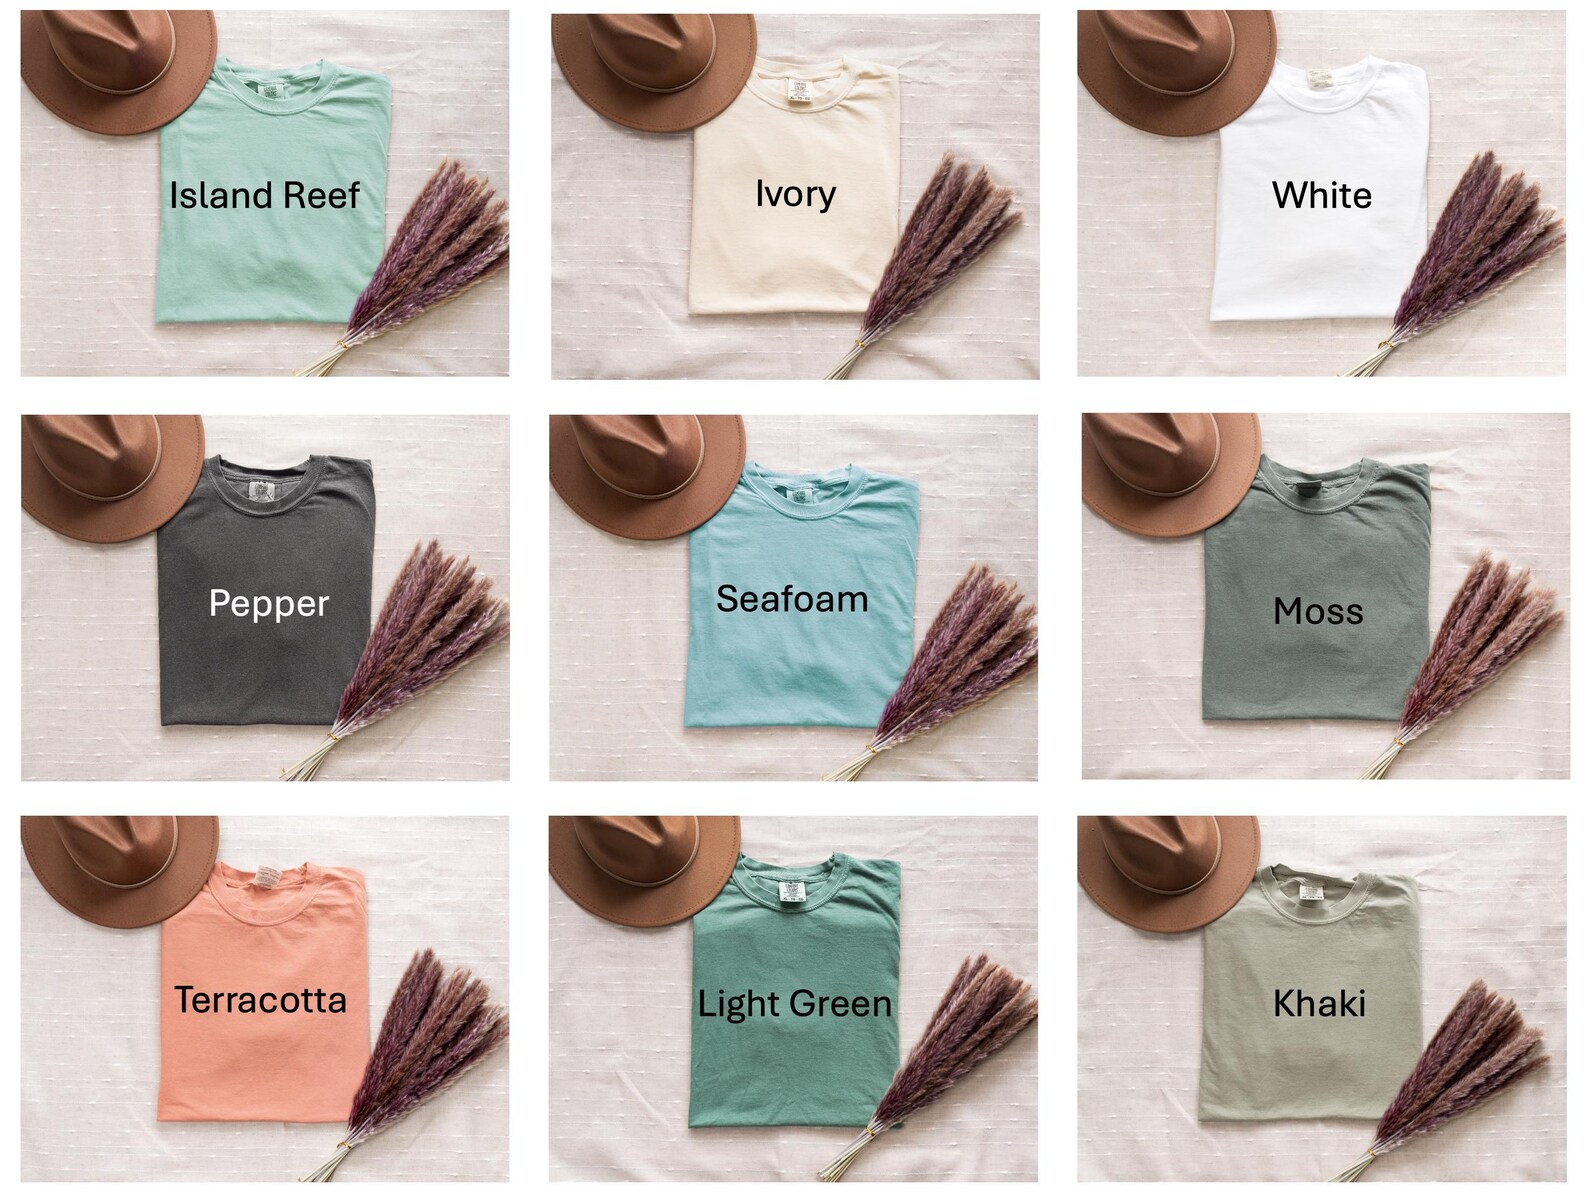 Island Reef
Ivory
White
Pepper
Seafoam
Moss
Terracotta
Light Green
Khaki